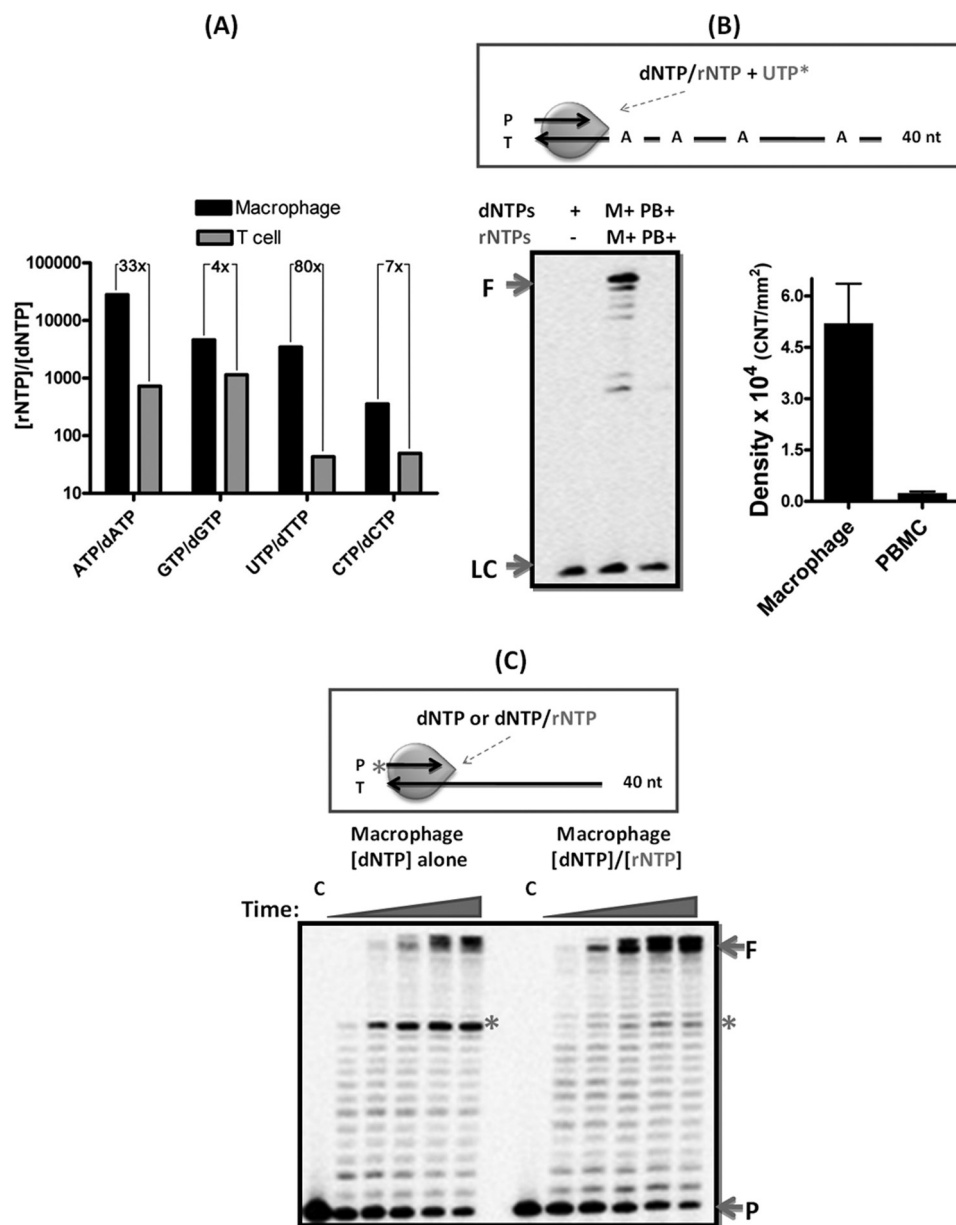 (A)
Macrophage
T cell
[rNTP]/[dNTP]
100000
10000
1000
100
10
33x
4x
80x
7x
ATP/dATP
GTP/dGTP
UTP/dTTP
CTP/dCTP
(B)
dNTP/rNTP + UTP*
P
T
A
A
A
A
40 nt
dNTPs + M+ PB+
rNTPs - M+ PB+
F
LC
Density x 10⁴ (CNT/mm²)
6.0
4.5
3.0
1.5
0.0
Macrophage
PBMC
(C)
dNTP or dNTP/rNTP
P *
T
40 nt
Macrophage
[dNTP] alone
Macrophage
[dNTP]/[rNTP]
C
C
Time:
F
*
*
P